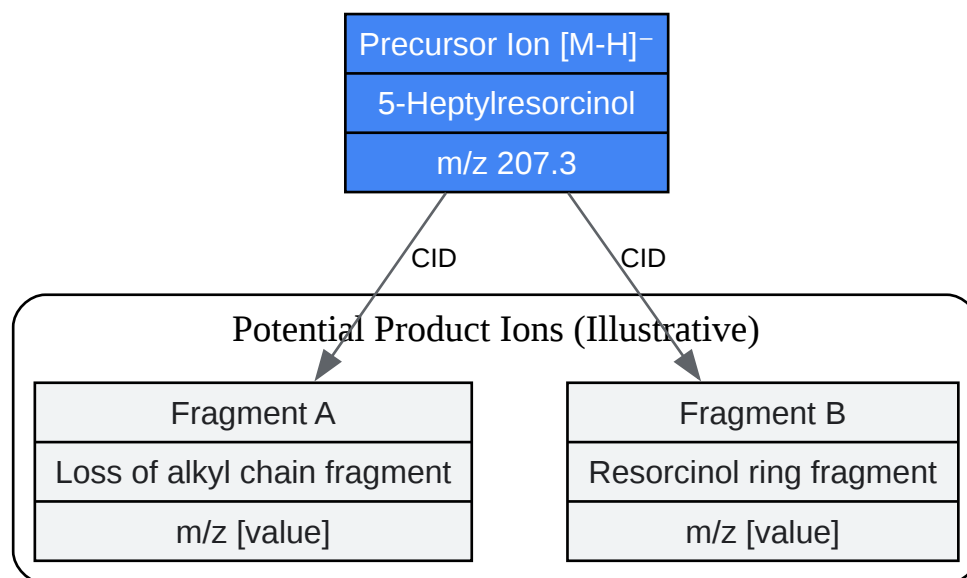 Precursor Ion [M-H]⁻
5-Heptylresorcinol
m/z 207.3
CID CID
Potential Product Ions (Illustrative)
Fragment A
Loss of alkyl chain fragment
m/z [value]
Fragment B
Resorcinol ring fragment
m/z [value]